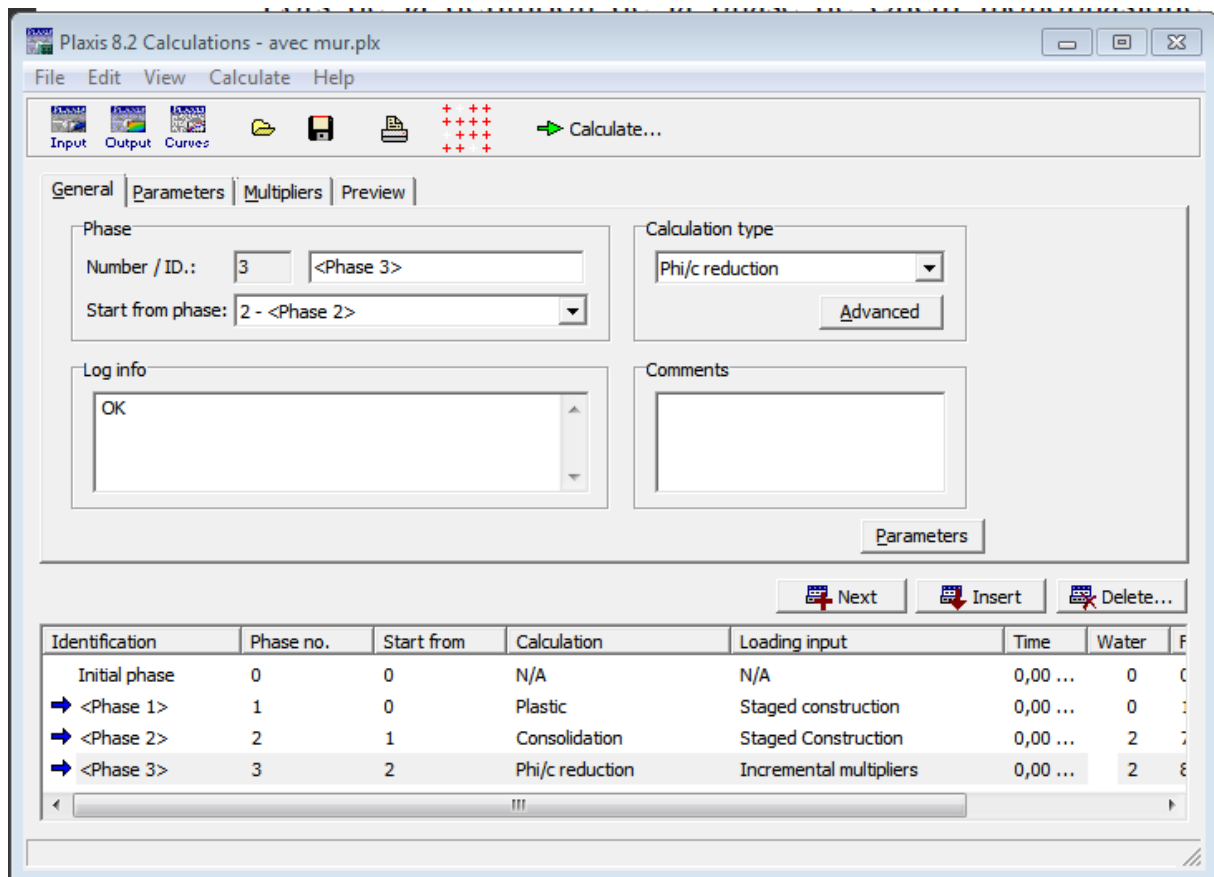 Plaxis 8.2 Calculations - avec mur.plx
File Edit View Calculate Help
Input Output Curves Calculate...
General Parameters Multipliers Preview
Phase
Number / ID.: 3 <Phase 3>
Start from phase: 2 - <Phase 2>
Calculation type
Phi/c reduction
Advanced
Log info
OK
Comments
Parameters
Next Insert Delete...
Identification Phase no. Start from Calculation Loading input Time Water F
Initial phase 0 0 N/A N/A 0,00 ... 0
<Phase 1> 1 0 Plastic Staged construction 0,00 ... 0
<Phase 2> 2 1 Consolidation Staged Construction 0,00 ... 2
<Phase 3> 3 2 Phi/c reduction Incremental multipliers 0,00 ... 2